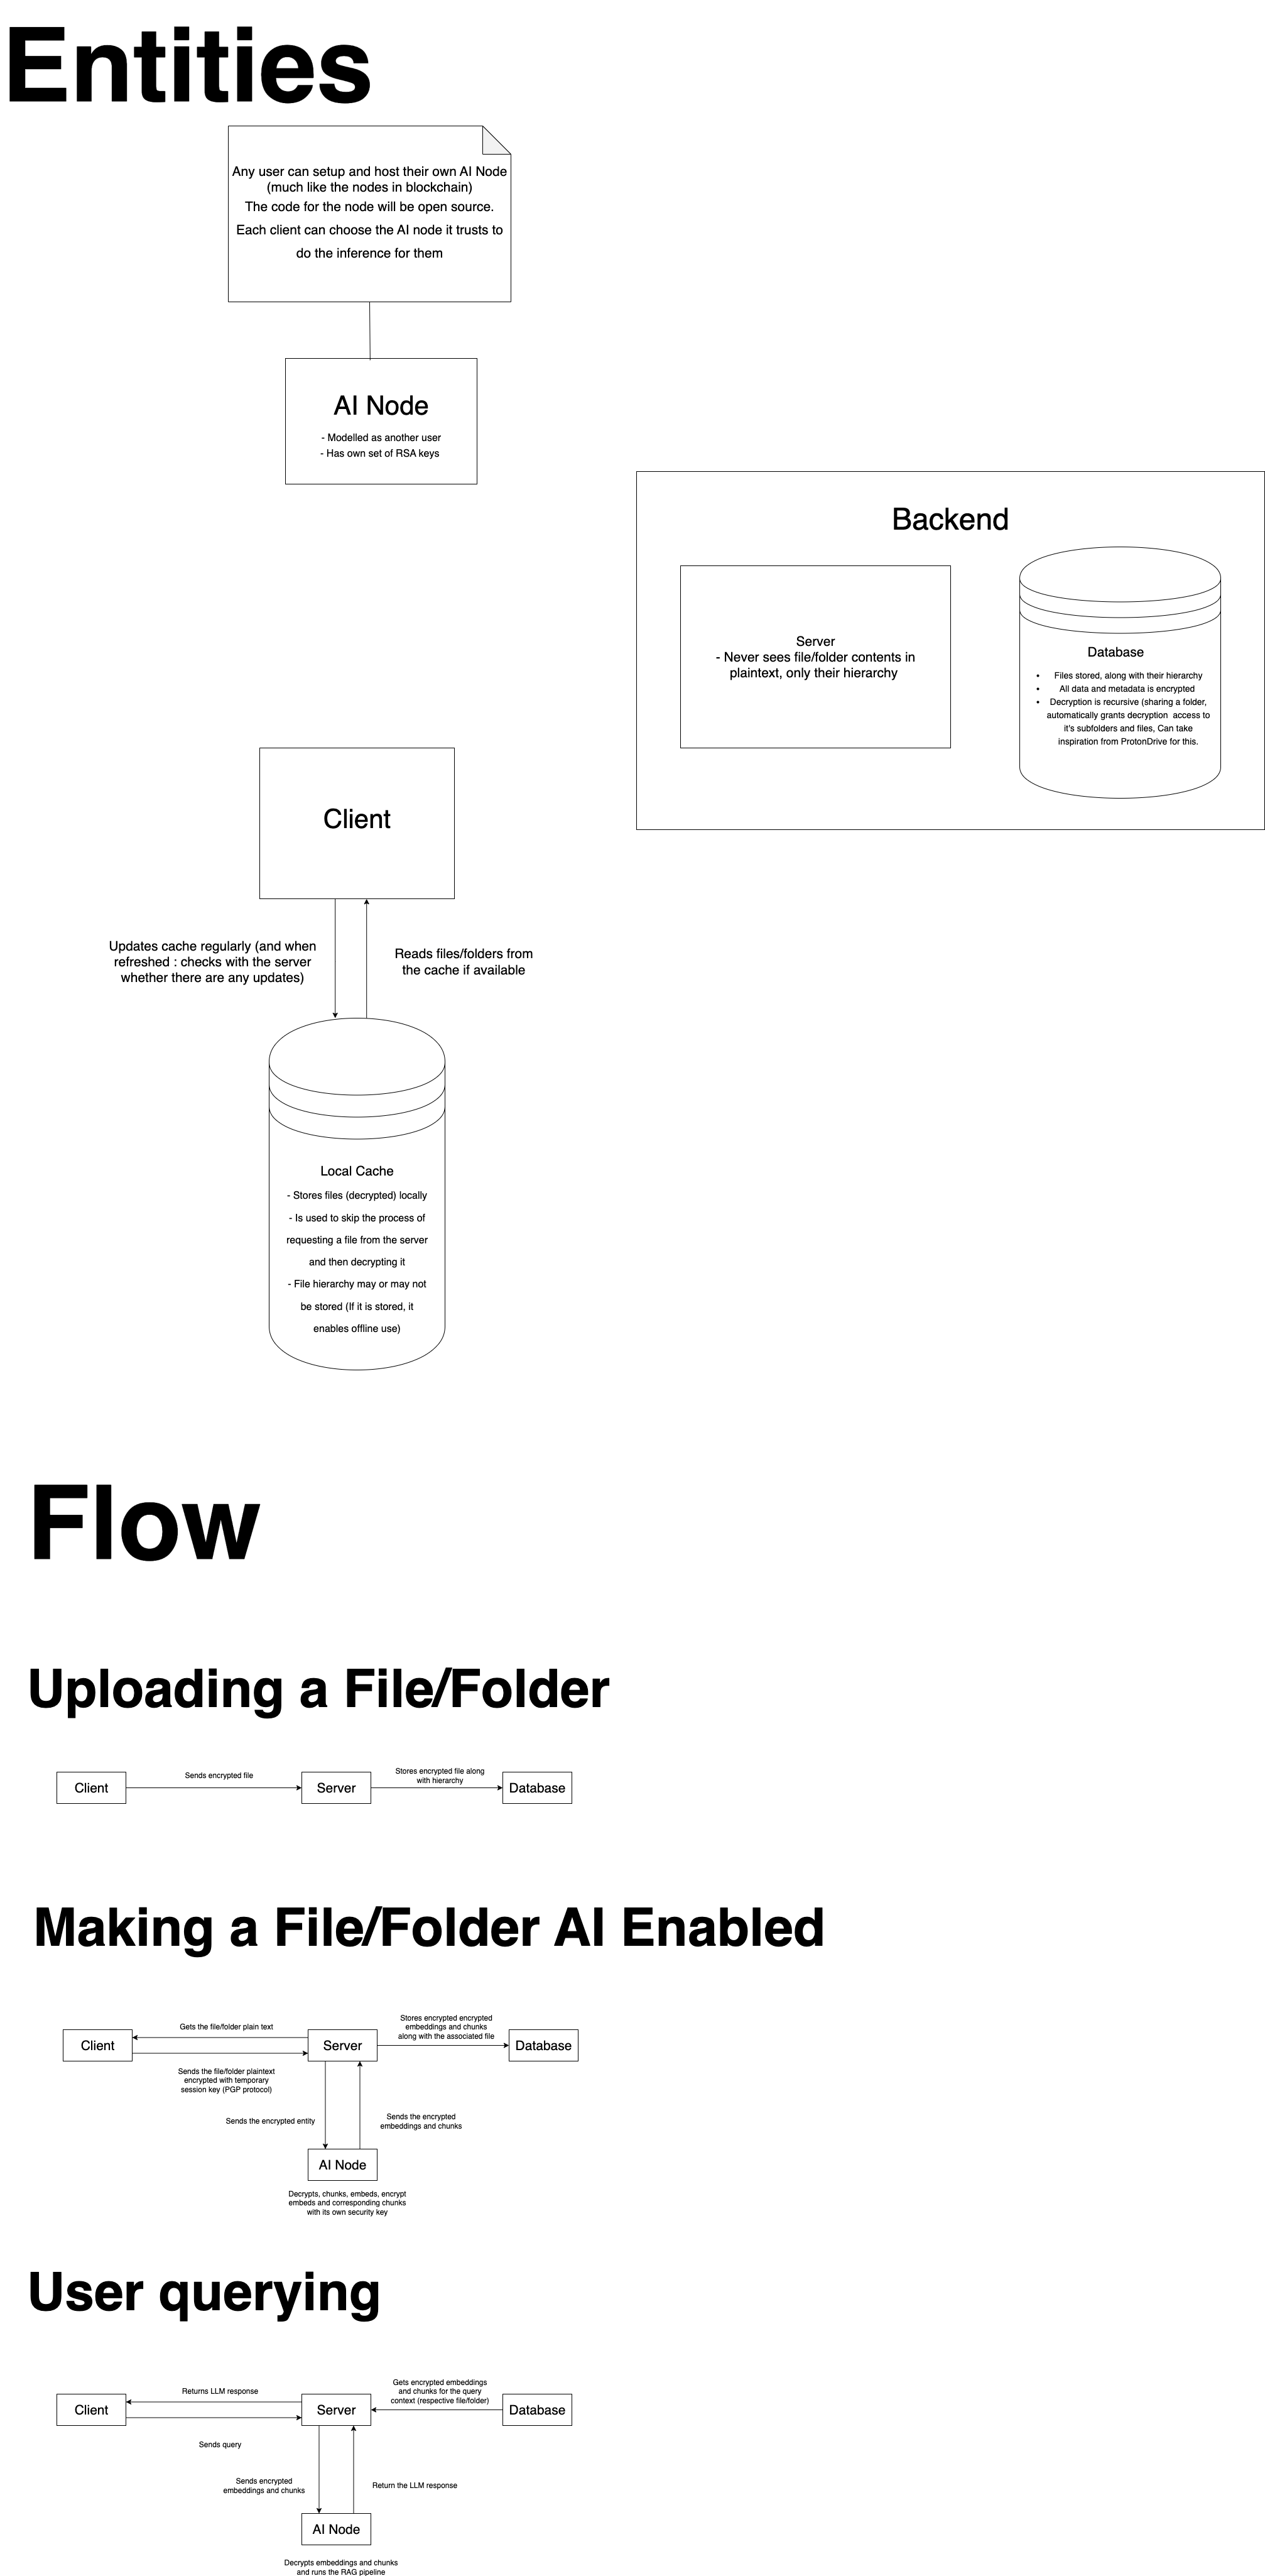 Entities
Any user can setup and host their own AI Node
(much like the nodes in blockchain)
The code for the node will be open source.
Each client can choose the AI node it trusts to
do the inference for them
AI Node
- Modelled as another user
- Has own set of RSA keys
Backend
Server
- Never sees file/folder contents in
plaintext, only their hierarchy
Database
• Files stored, along with their hierarchy
• All data and metadata is encrypted
• Decryption is recursive (sharing a folder,
automatically grants decryption access to
it's subfolders and files, Can take
inspiration from ProtonDrive for this.
Client
Updates cache regularly (and when
refreshed : checks with the server
whether there are any updates)
Reads files/folders from
the cache if available
Local Cache
- Stores files (decrypted) locally
- Is used to skip the process of
requesting a file from the server
and then decrypting it
- File hierarchy may or may not
be stored (If it is stored, it
enables offline use)
Flow
Uploading a File/Folder
Client
Sends encrypted file
Server
Stores encrypted file along
with hierarchy
Database
Making a File/Folder AI Enabled
Client
Gets the file/folder plain text
Sends the file/folder plaintext
encrypted with temporary
session key (PGP protocol)
Server
Stores encrypted encrypted
embeddings and chunks
along with the associated file
Database
Sends the encrypted entity
Sends the encrypted
embeddings and chunks
AI Node
Decrypts, chunks, embeds, encrypt
embeds and corresponding chunks
with its own security key
User querying
Client
Returns LLM response
Sends query
Server
Gets encrypted embeddings
and chunks for the query
context (respective file/folder)
Database
Sends encrypted
embeddings and chunks
Return the LLM response
AI Node
Decrypts embeddings and chunks
and runs the RAG pipeline